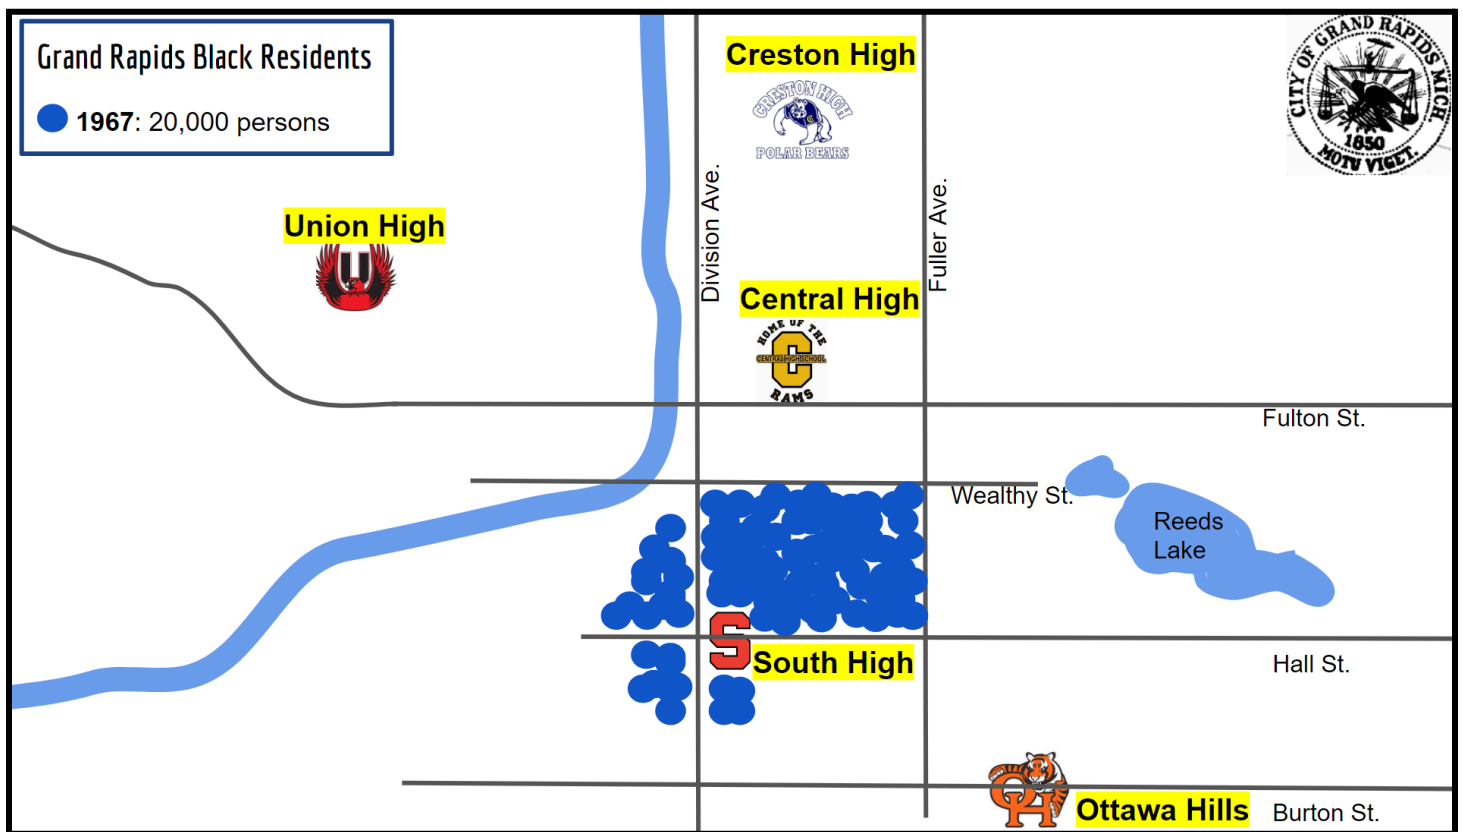 Grand Rapids Black Residents
1967: 20,000 persons
Creston High
CRESTON HIGH
POLAR BEARS
CITY OF GRAND RAPIDS MICH.
1850
MOTU VIGET.
Union High
U
Division Ave.
Fuller Ave.
Central High
HOME OF THE
C
CENTRAL HIGH SCHOOL
RAMS
Fulton St.
Wealthy St.
Reeds
Lake
S
South High
Hall St.
OH
Ottawa Hills
Burton St.